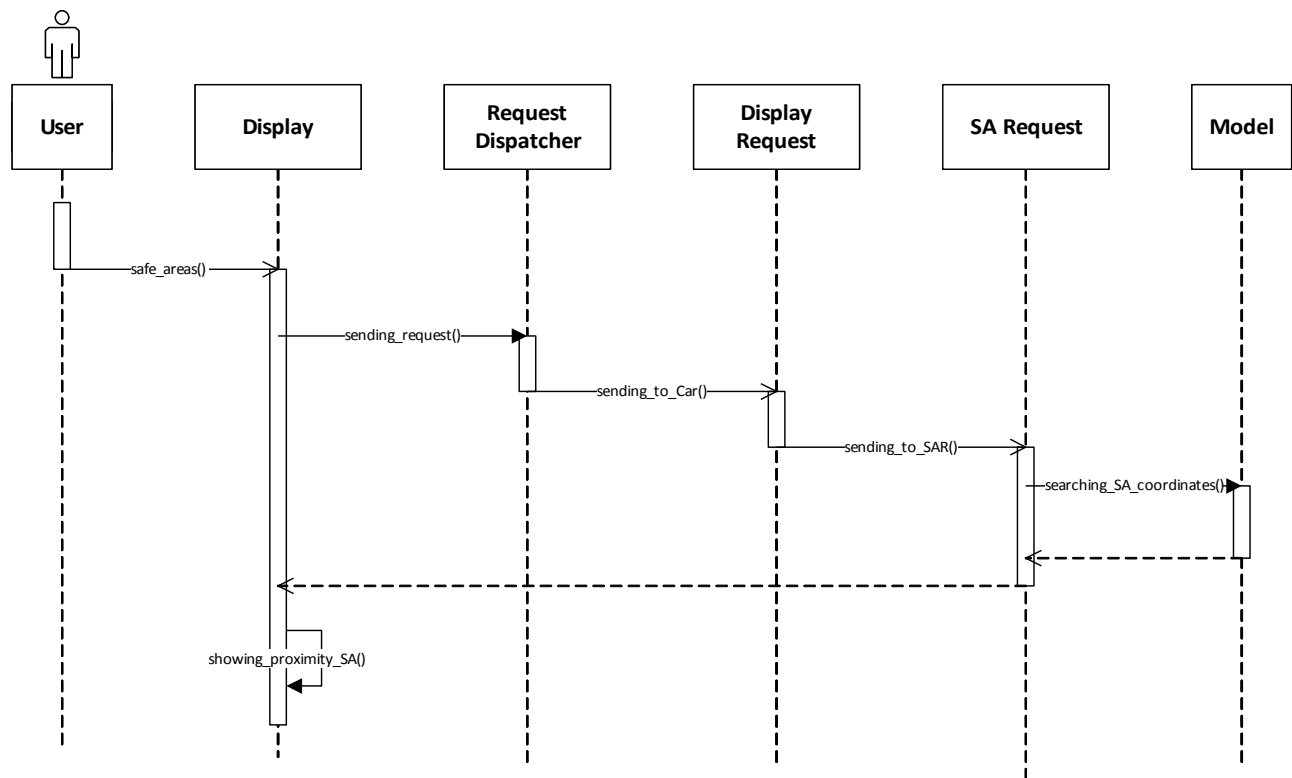 User
Display
Request
Dispatcher
Display
Request
SA Request
Model
safe_areas()
sending_request()
sending_to_Car()
sending_to_SAR()
searching_SA_coordinates()
showing_proximity_SA()